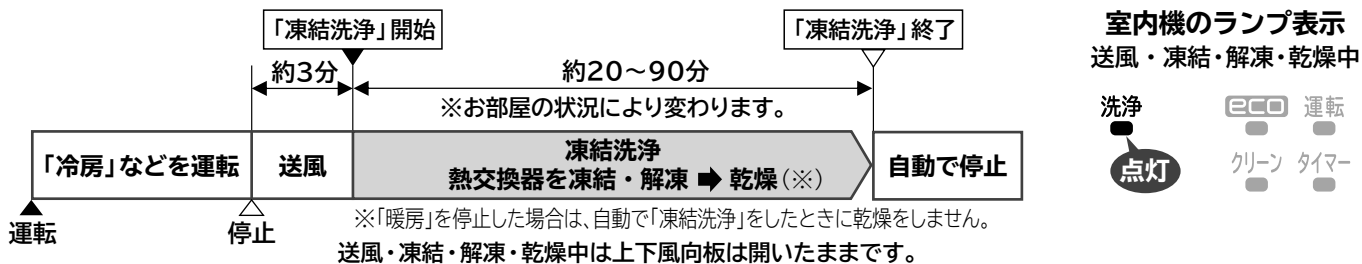 「凍結洗浄」開始
「凍結洗浄」終了
約3分
約20～90分
※お部屋の状況により変わります。
「冷房」などを運転
送風
凍結洗浄
熱交換器を凍結・解凍 ➡ 乾燥(※)
自動で停止
運転
停止
※「暖房」を停止した場合は、自動で「凍結洗浄」をしたときに乾燥をしません。
送風・凍結・解凍・乾燥中は上下風向板は開いたままです。
室内機のランプ表示
送風・凍結・解凍・乾燥中
洗浄
eco 運転
点灯
クリーン タイマー